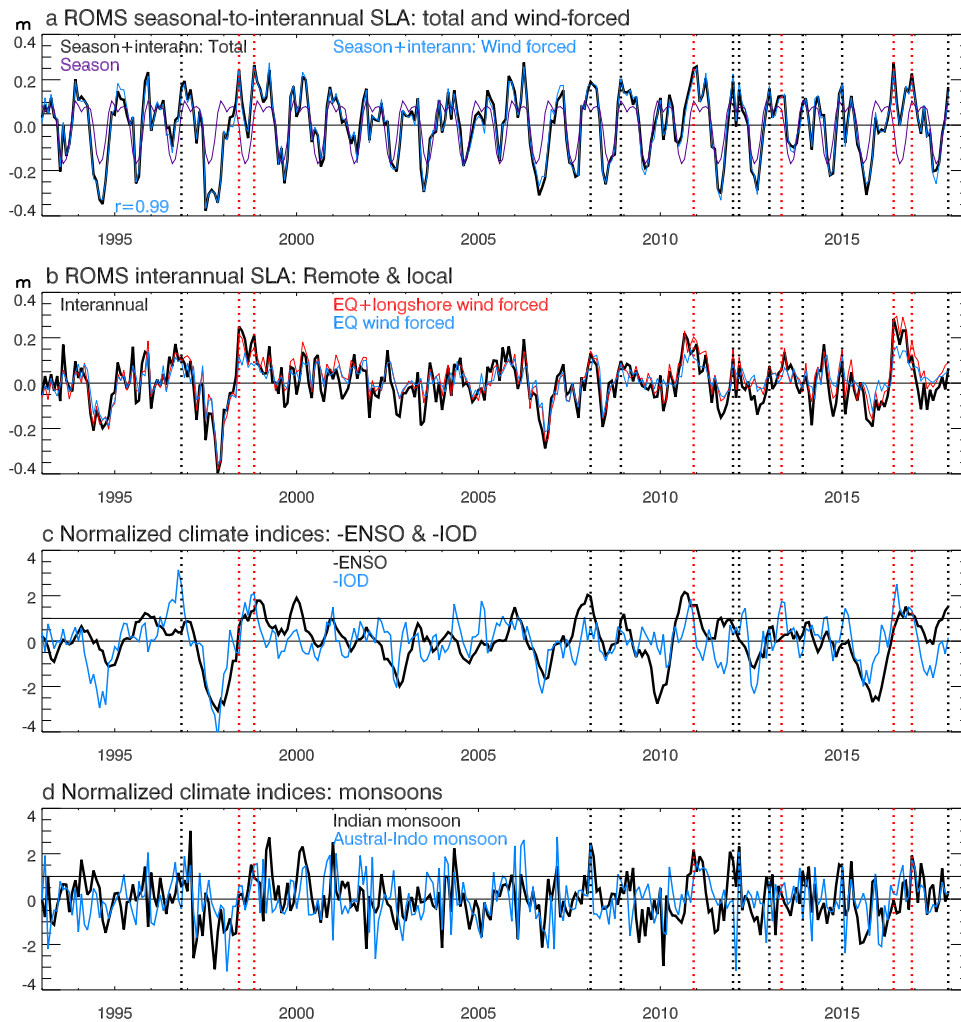 m
a ROMS seasonal-to-interannual SLA: total and wind-forced
0.4
Season+interann: Total
Season+interann: Wind forced
Season
0.2
0.0
-0.2
-0.4
r=0.99
1995
2000
2005
2010
2015
m
b ROMS interannual SLA: Remote & local
0.4
Interannual
EQ+longshore wind forced
EQ wind forced
0.2
0.0
-0.2
-0.4
1995
2000
2005
2010
2015
c Normalized climate indices: -ENSO & -IOD
4
-ENSO
-IOD
2
0
-2
-4
1995
2000
2005
2010
2015
d Normalized climate indices: monsoons
4
Indian monsoon
Austral-Indo monsoon
2
0
-2
-4
1995
2000
2005
2010
2015